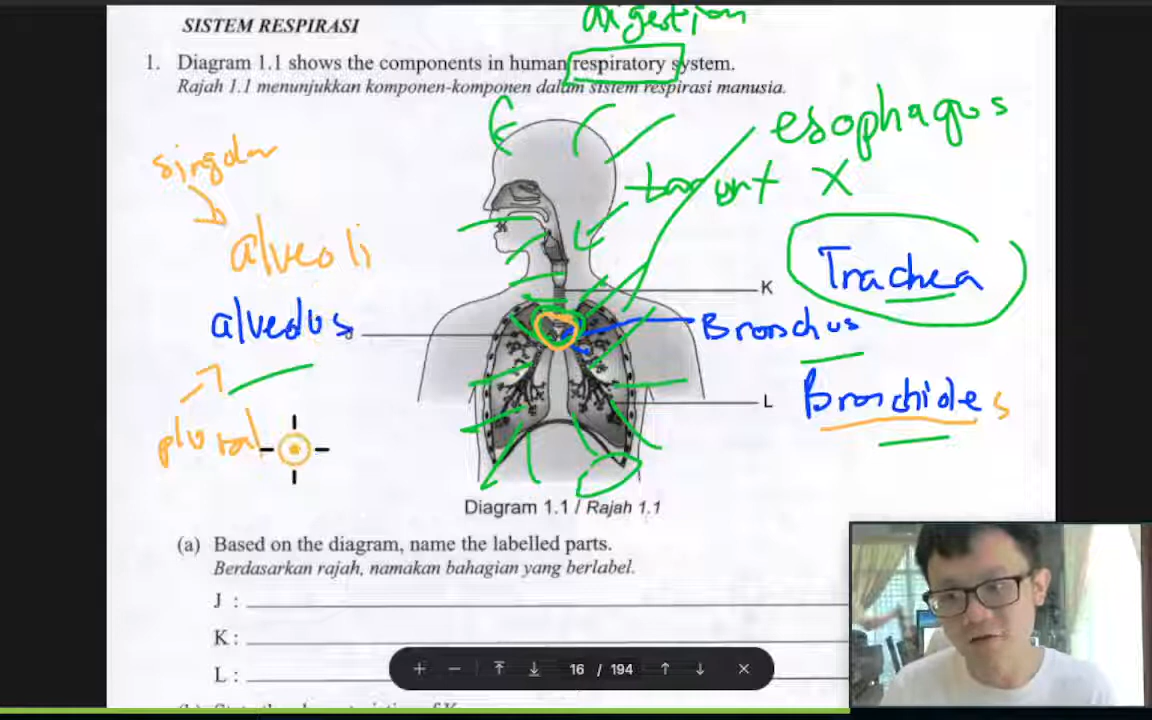 digestion
SISTEM RESPIRASI
1. Diagram 1.1 shows the components in human respiratory system.
Rajah 1.1 menunjukkan komponen-komponen dalam sistem respirasi manusia.
esophagus
singular
X
alveoli
Trachea
K
alveolus
Bronchus
Bronchioles
L
plural
Diagram 1.1 / Rajah 1.1
(a) Based on the diagram, name the labelled parts.
Berdasarkan rajah, namakan bahagian yang berlabel.
J :
K :
L :
16 / 194